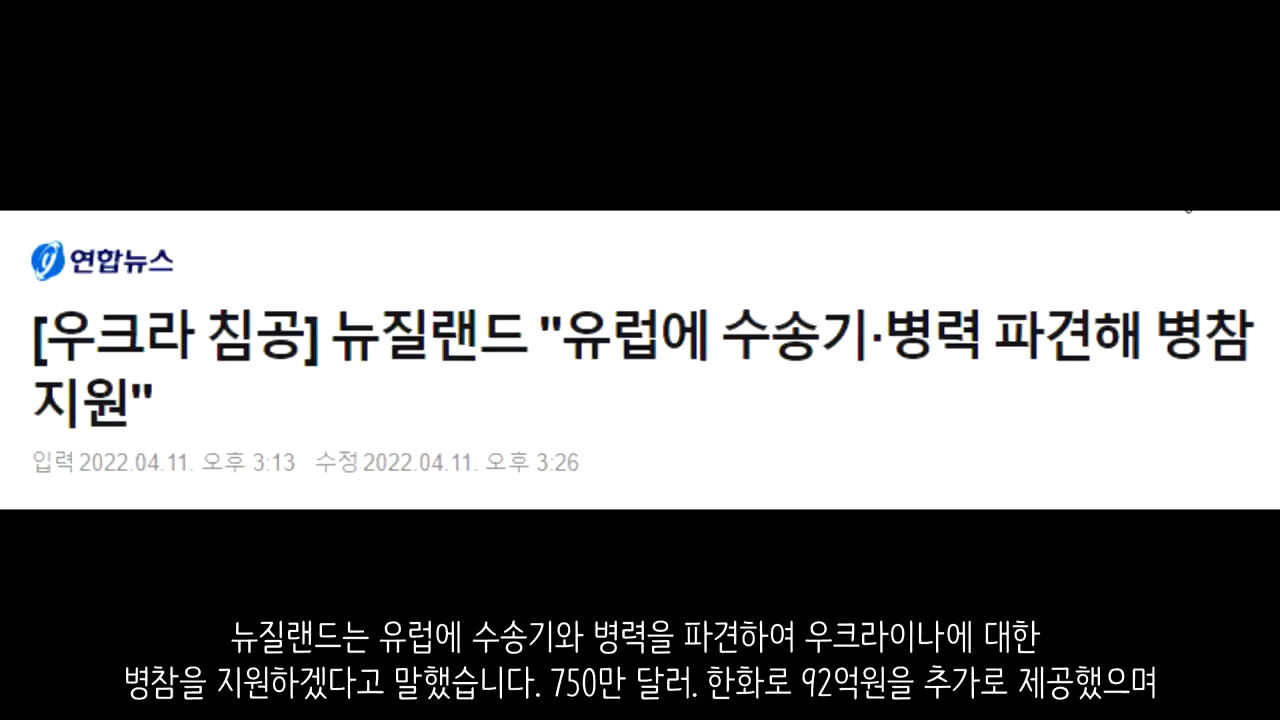 연합뉴스
[우크라 침공] 뉴질랜드 "유럽에 수송기·병력 파견해 병참
지원"
입력 2022.04.11. 오후 3:13 수정 2022.04.11. 오후 3:26
뉴질랜드는 유럽에 수송기와 병력을 파견하여 우크라이나에 대한
병참을 지원하겠다고 말했습니다. 750만 달러. 한화로 92억원을 추가로 제공했으며